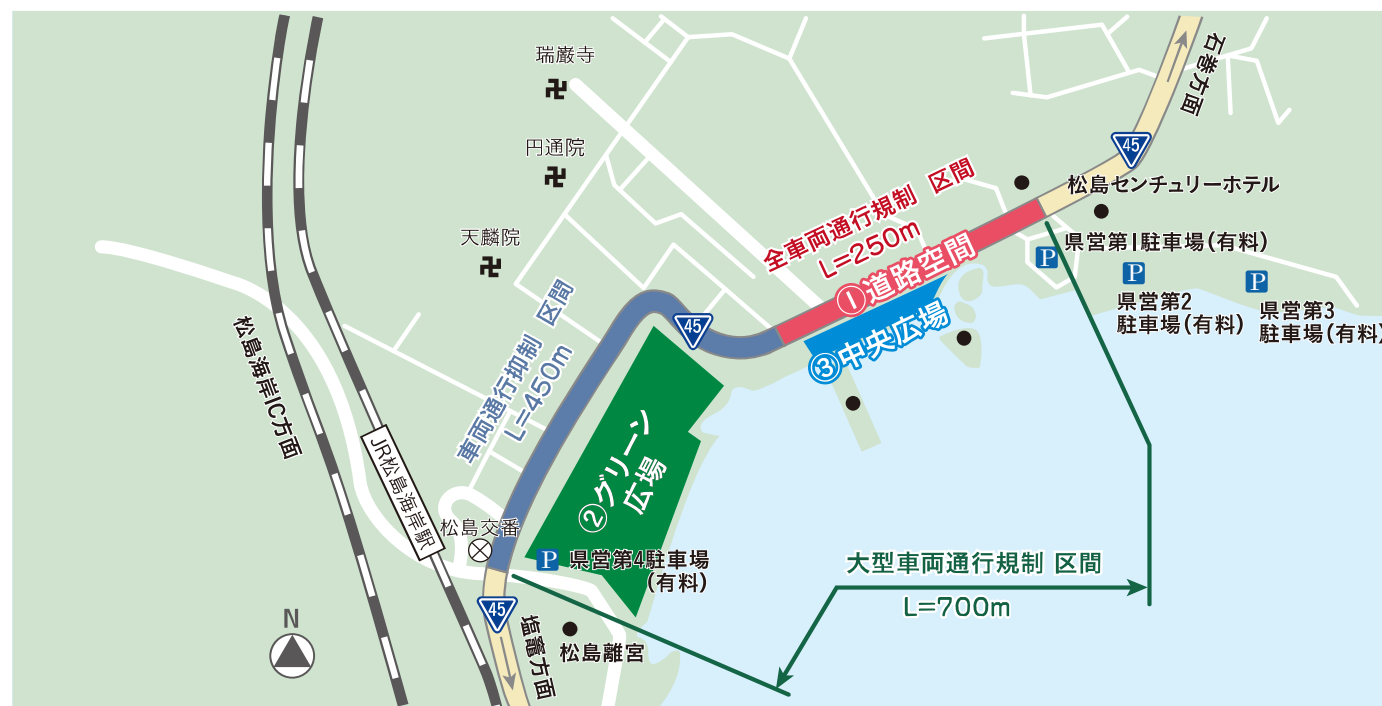 瑞巌寺
円通院
天麟院
石巻方面
45
松島センチュリーホテル
全車両通行規制 区間
L=250m
①道路空間
③中央広場
P
県営第1駐車場(有料)
P
県営第2
駐車場(有料)
P
県営第3
駐車場(有料)
45
車両通行抑制 区間
L=450m
松島海岸IC方面
JR松島海岸駅
②グリーン
広場
松島交番
P
県営第4駐車場
(有料)
大型車両通行規制 区間
L=700m
45
塩竈方面
松島離宮
N